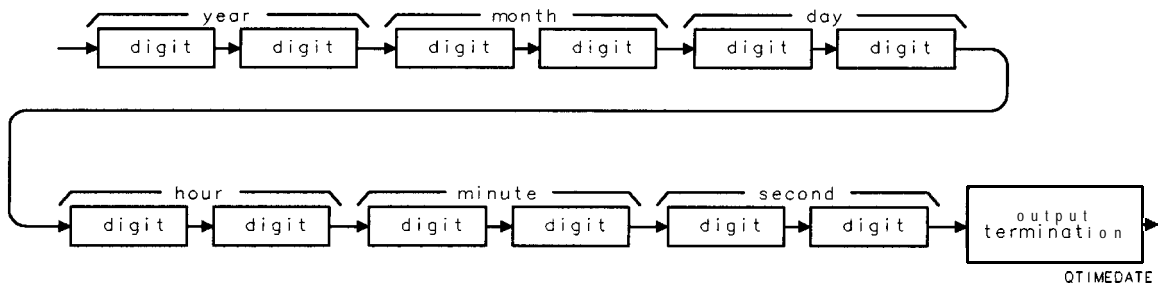 year month day
digit digit digit digit digit digit
hour minute second
digit digit digit digit digit digit
output
termination
QTIMEDATE